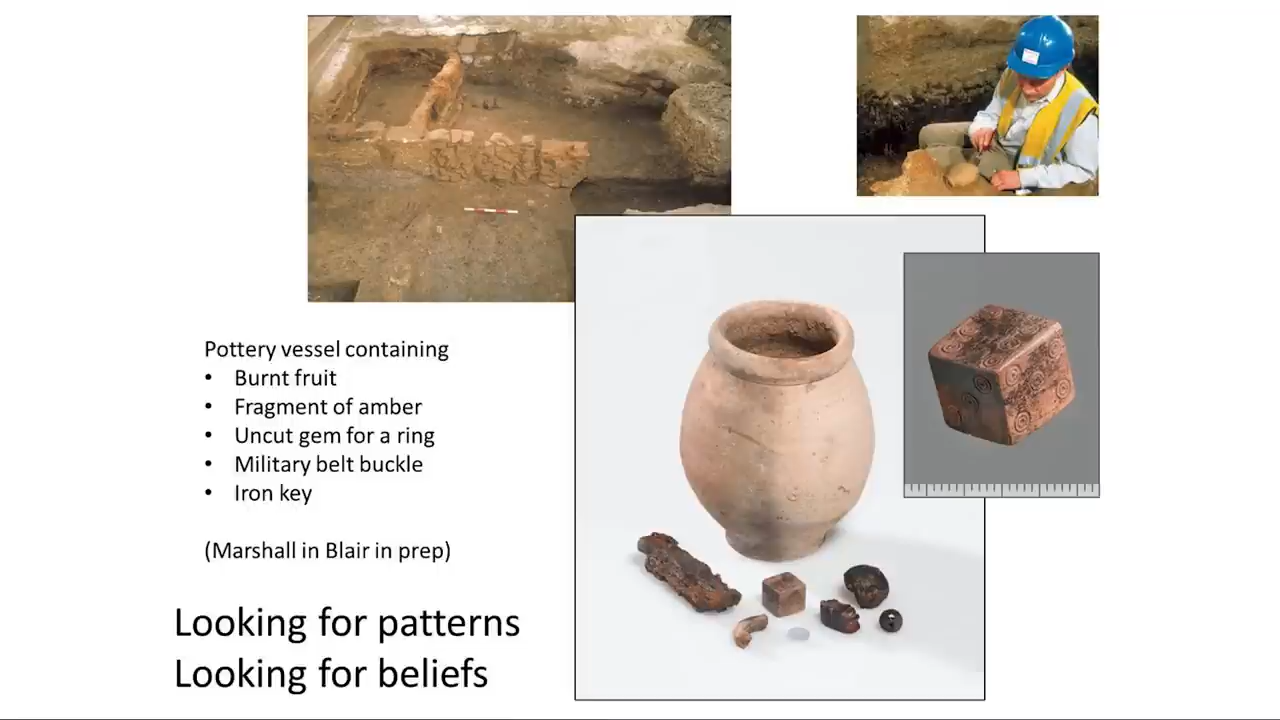 Pottery vessel containing
• Burnt fruit
• Fragment of amber
• Uncut gem for a ring
• Military belt buckle
• Iron key
(Marshall in Blair in prep)
Looking for patterns
Looking for beliefs